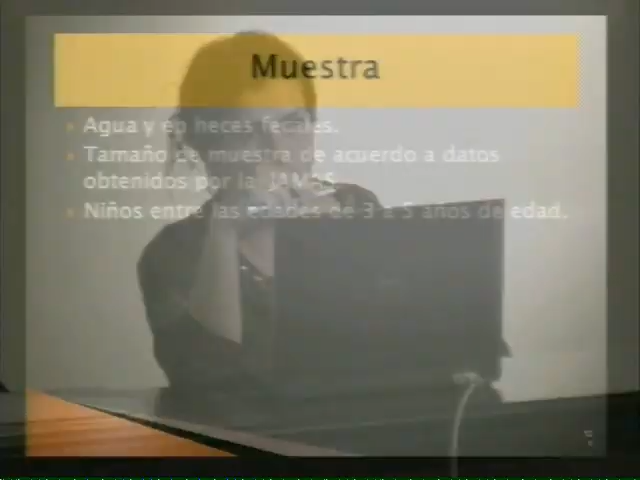 Muestra
Agua y en heces fecales.
Tamaño de muestra de acuerdo a datos
obtenidos por la JAMAS
Niños entre las edades de 3 a 5 años de edad.